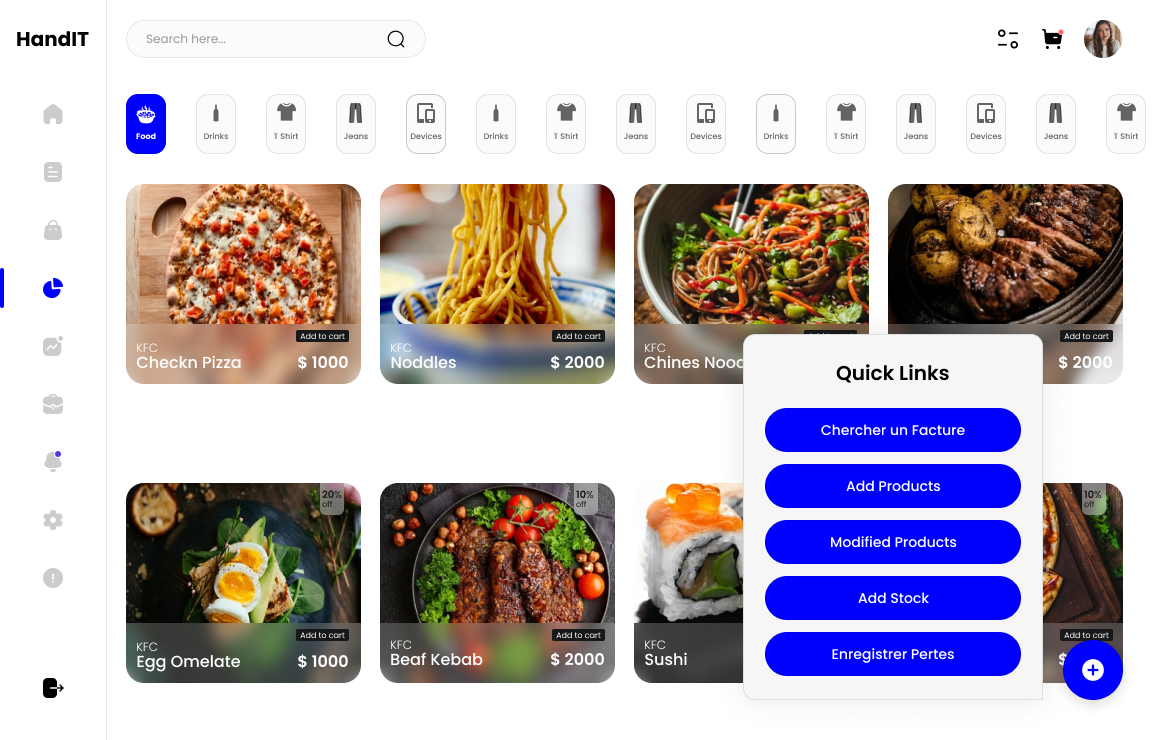 HandIT
Search here...
Food
Drinks
T Shirt
Jeans
Devices
Drinks
T Shirt
Jeans
Devices
Drinks
T Shirt
Jeans
Devices
Jeans
T Shirt
Add to cart
KFC
Checkn Pizza
$ 1000
Add to cart
KFC
Noddles
$ 2000
KFC
Chines Nood
Add to cart
$ 2000
Quick Links
Chercher un Facture
Add Products
Modified Products
Add Stock
Enregistrer Pertes
20%
off
Add to cart
KFC
Egg Omelate
$ 1000
10%
off
Add to cart
KFC
Beaf Kebab
$ 2000
KFC
Sushi
10%
off
Add to cart
$